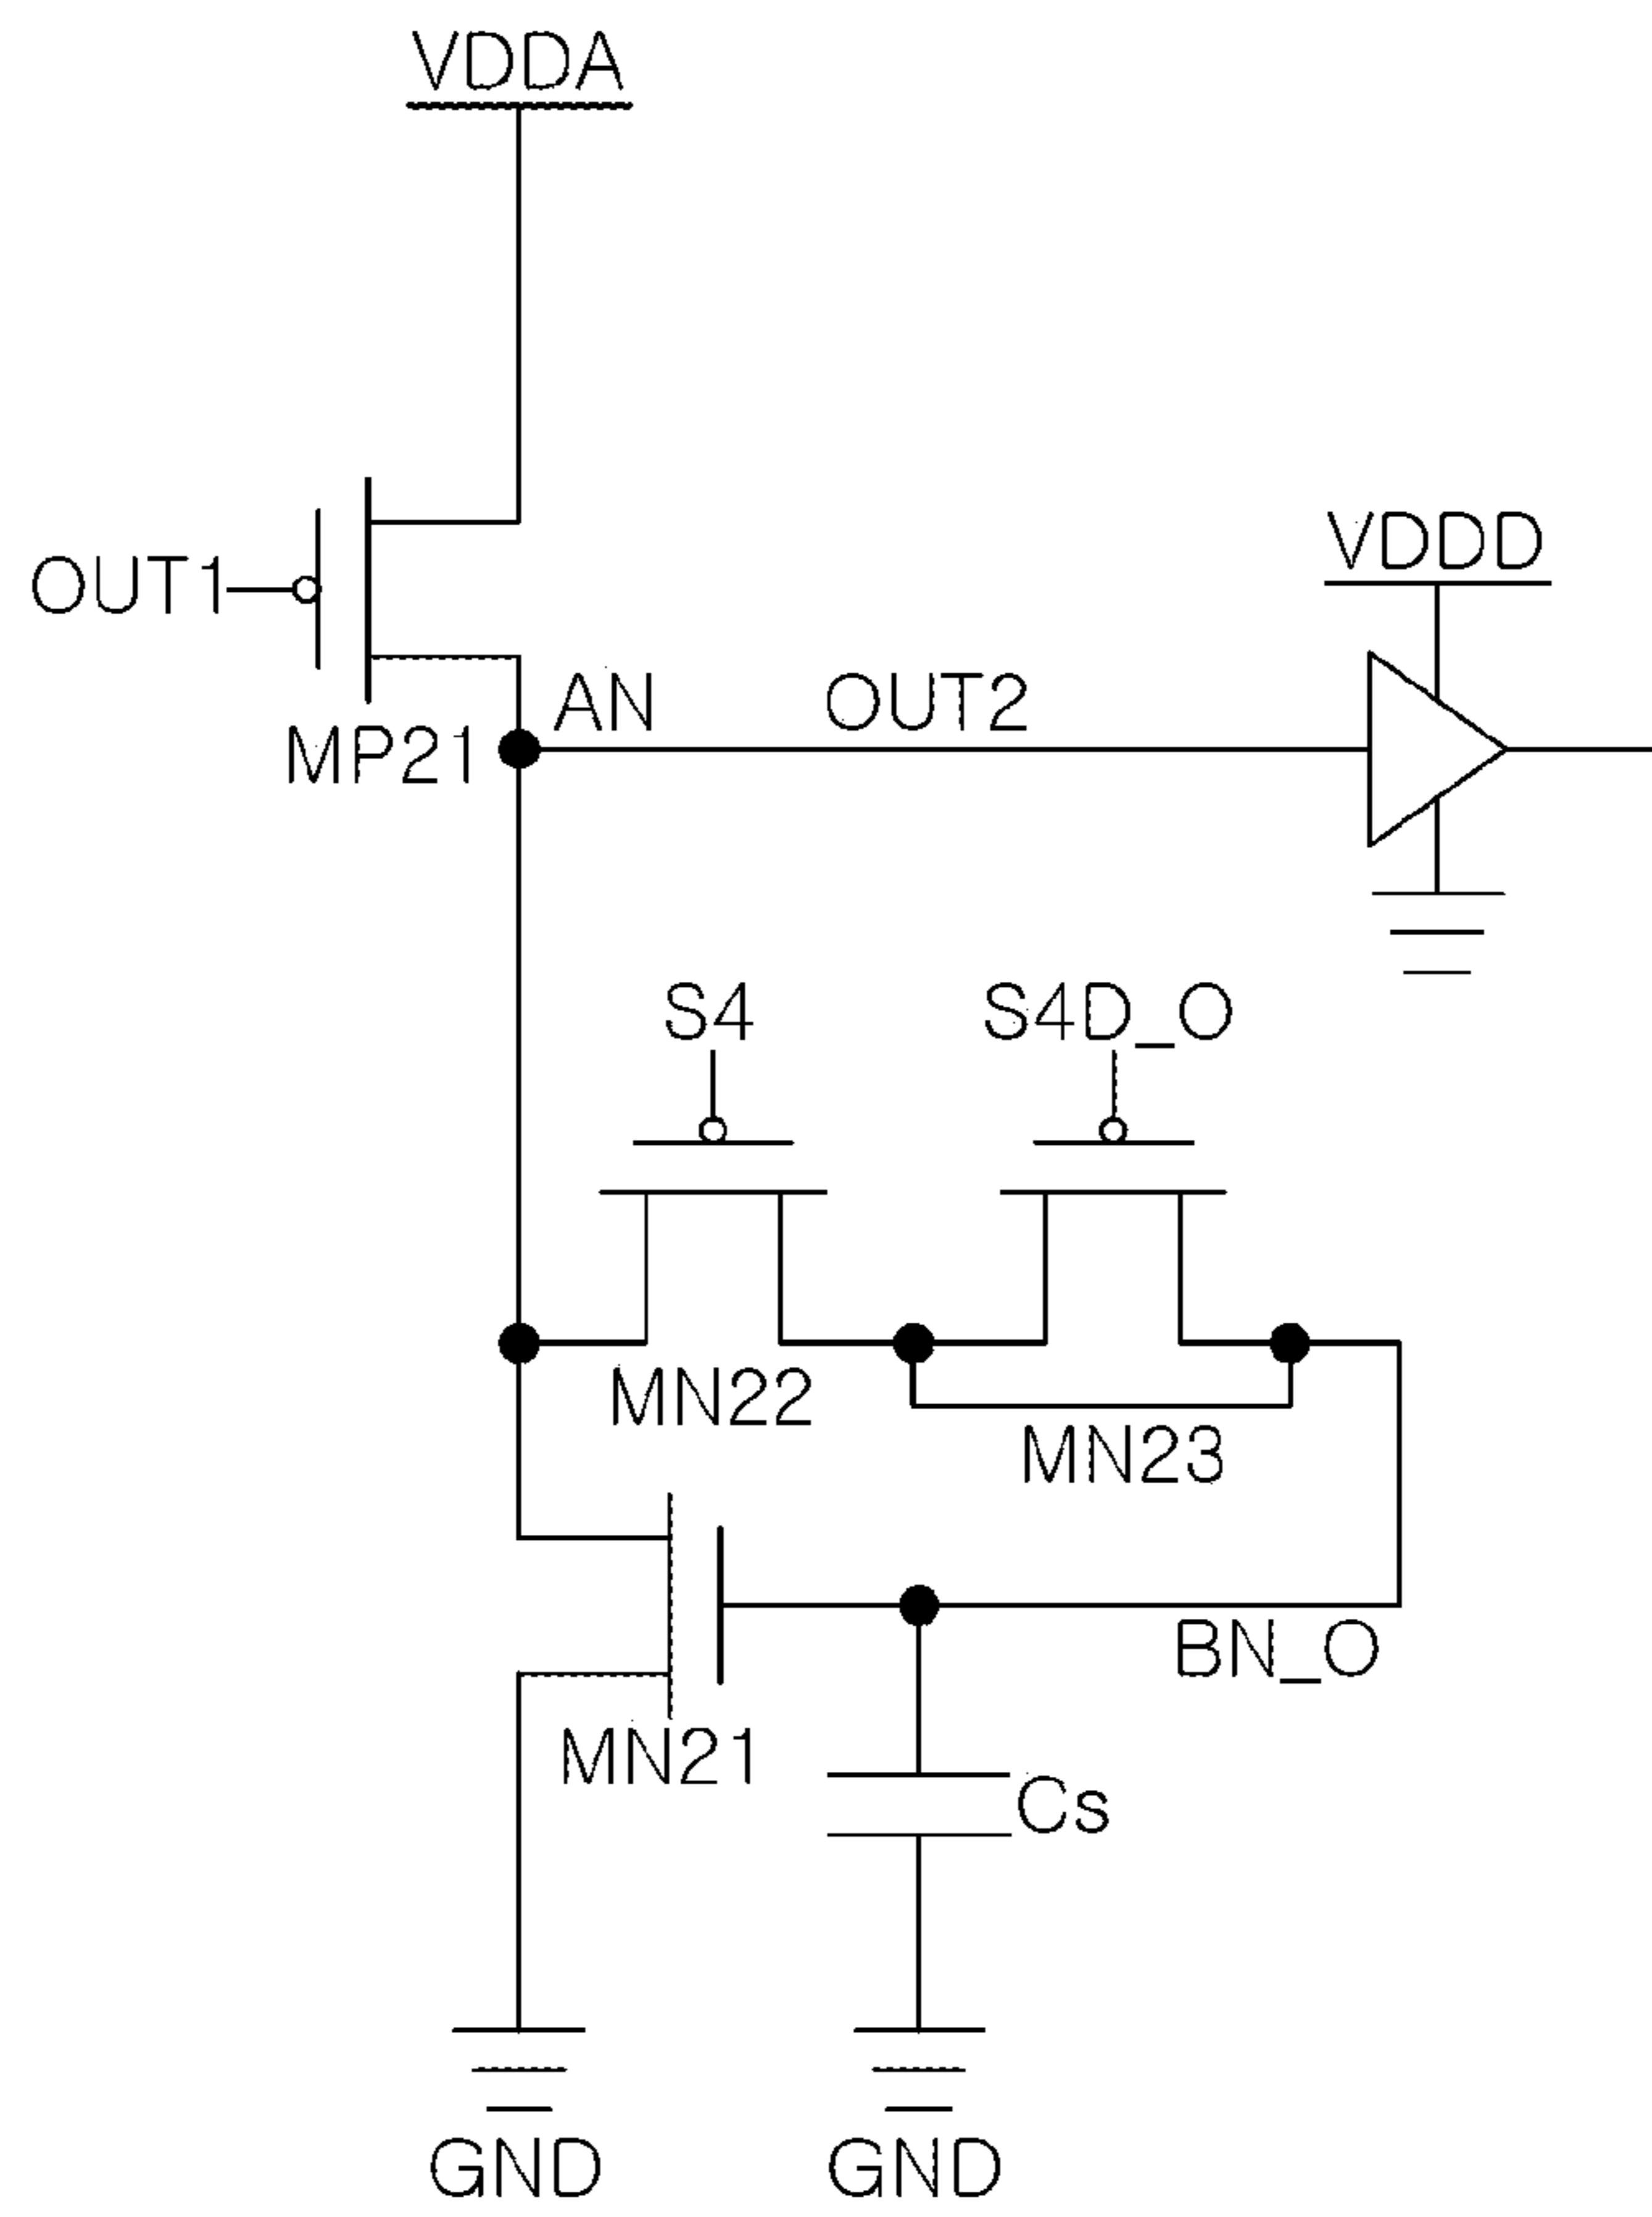 VDDA
OUT1
MP21
AN
OUT2
VDDD
S4
S4D_O
MN22
MN23
BN_O
MN21
Cs
GND
GND